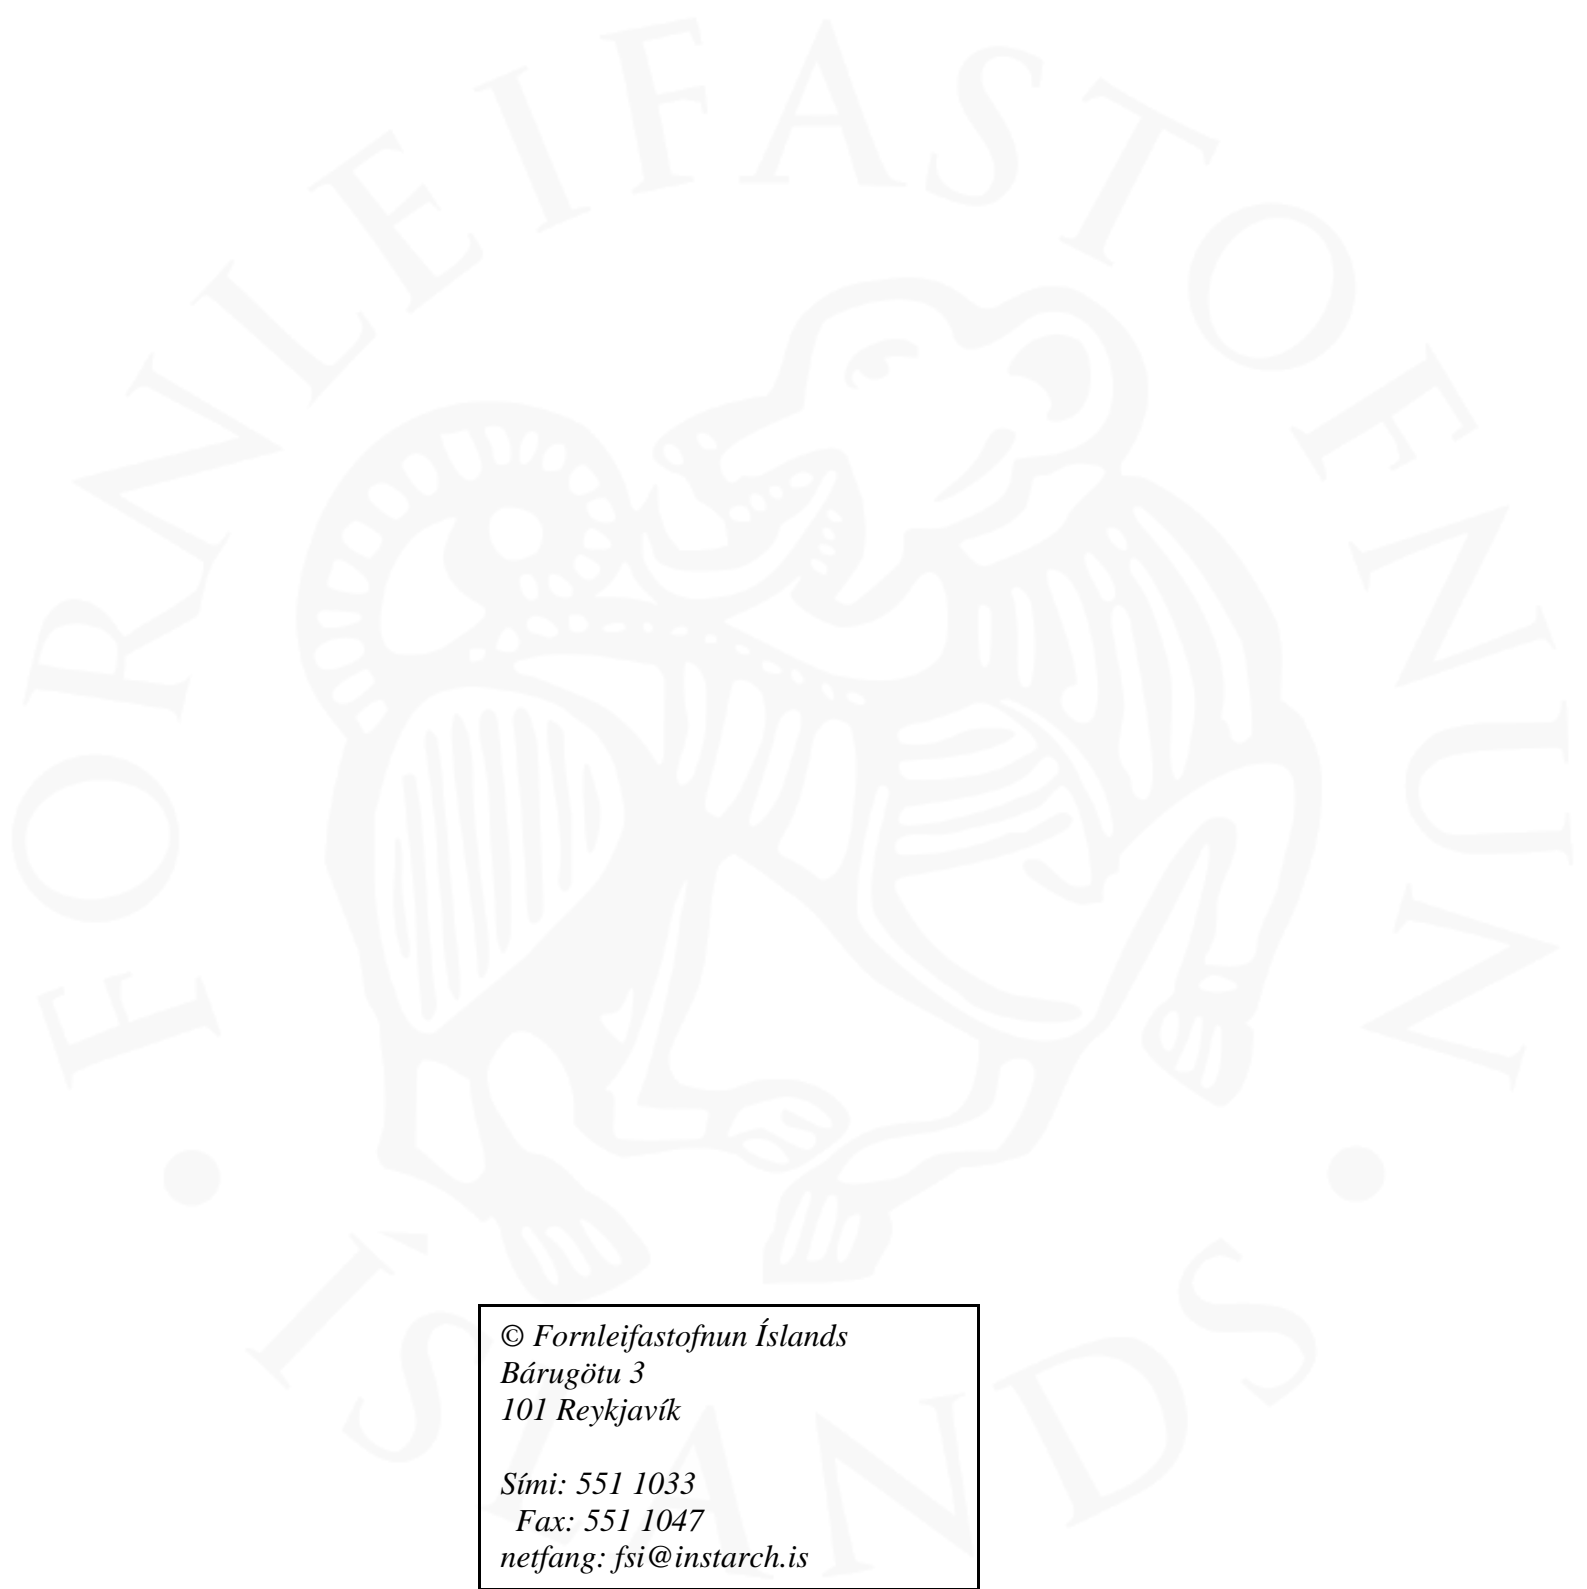 · FORNLEIFASTOFNUN ·
ÍSLANDS
© Fornleifastofnun Íslands
Bárugötu 3
101 Reykjavík
Sími: 551 1033
Fax: 551 1047
netfang: fsi@instarch.is